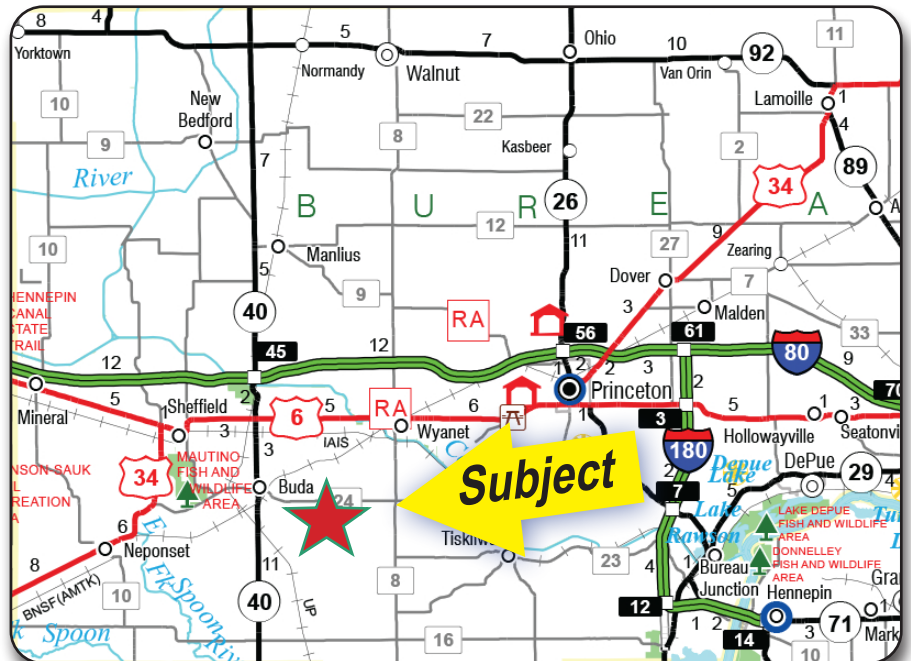 8
4
5
7
Ohio
10
92
11
Yorktown
Normandy
Walnut
Van Orin
10
New
Bedford
22
Lamoille
1
4
9
8
Kasbeer
2
7
89
River
34
B U R E A
26
12
10
11
9
27
Manlius
Zearing
5
Dover
7
9
3
Malden
HENNEPIN
CANAL
STATE
TRAIL
40
RA
56
61
33
45
12
12
80
1
2
2
3
9
2
Princeton
2
Mineral
5
1
Sheffield
6
5
RA
6
1
3
5
1
3
3
IAIS
Wyanet
Hollowayville
3
180
34
MAUTINO
FISH AND
WILDLIFE
AREA
Subject
2
Depue
Lake
DePue
29
4
Buda
24
7
5
Lake
Rawson
LAKE DEPUE
FISH AND WILDLIFE
AREA
6
Neponset
E
Fk
Spoon
23
1
Bureau
Junction
DONNELLEY
FISH AND WILDLIFE
AREA
8
11
4
BNSF(AMTK)
10
8
Hennepin
40
UP
12
1
2
3
71
1
Spoon
16
14
10